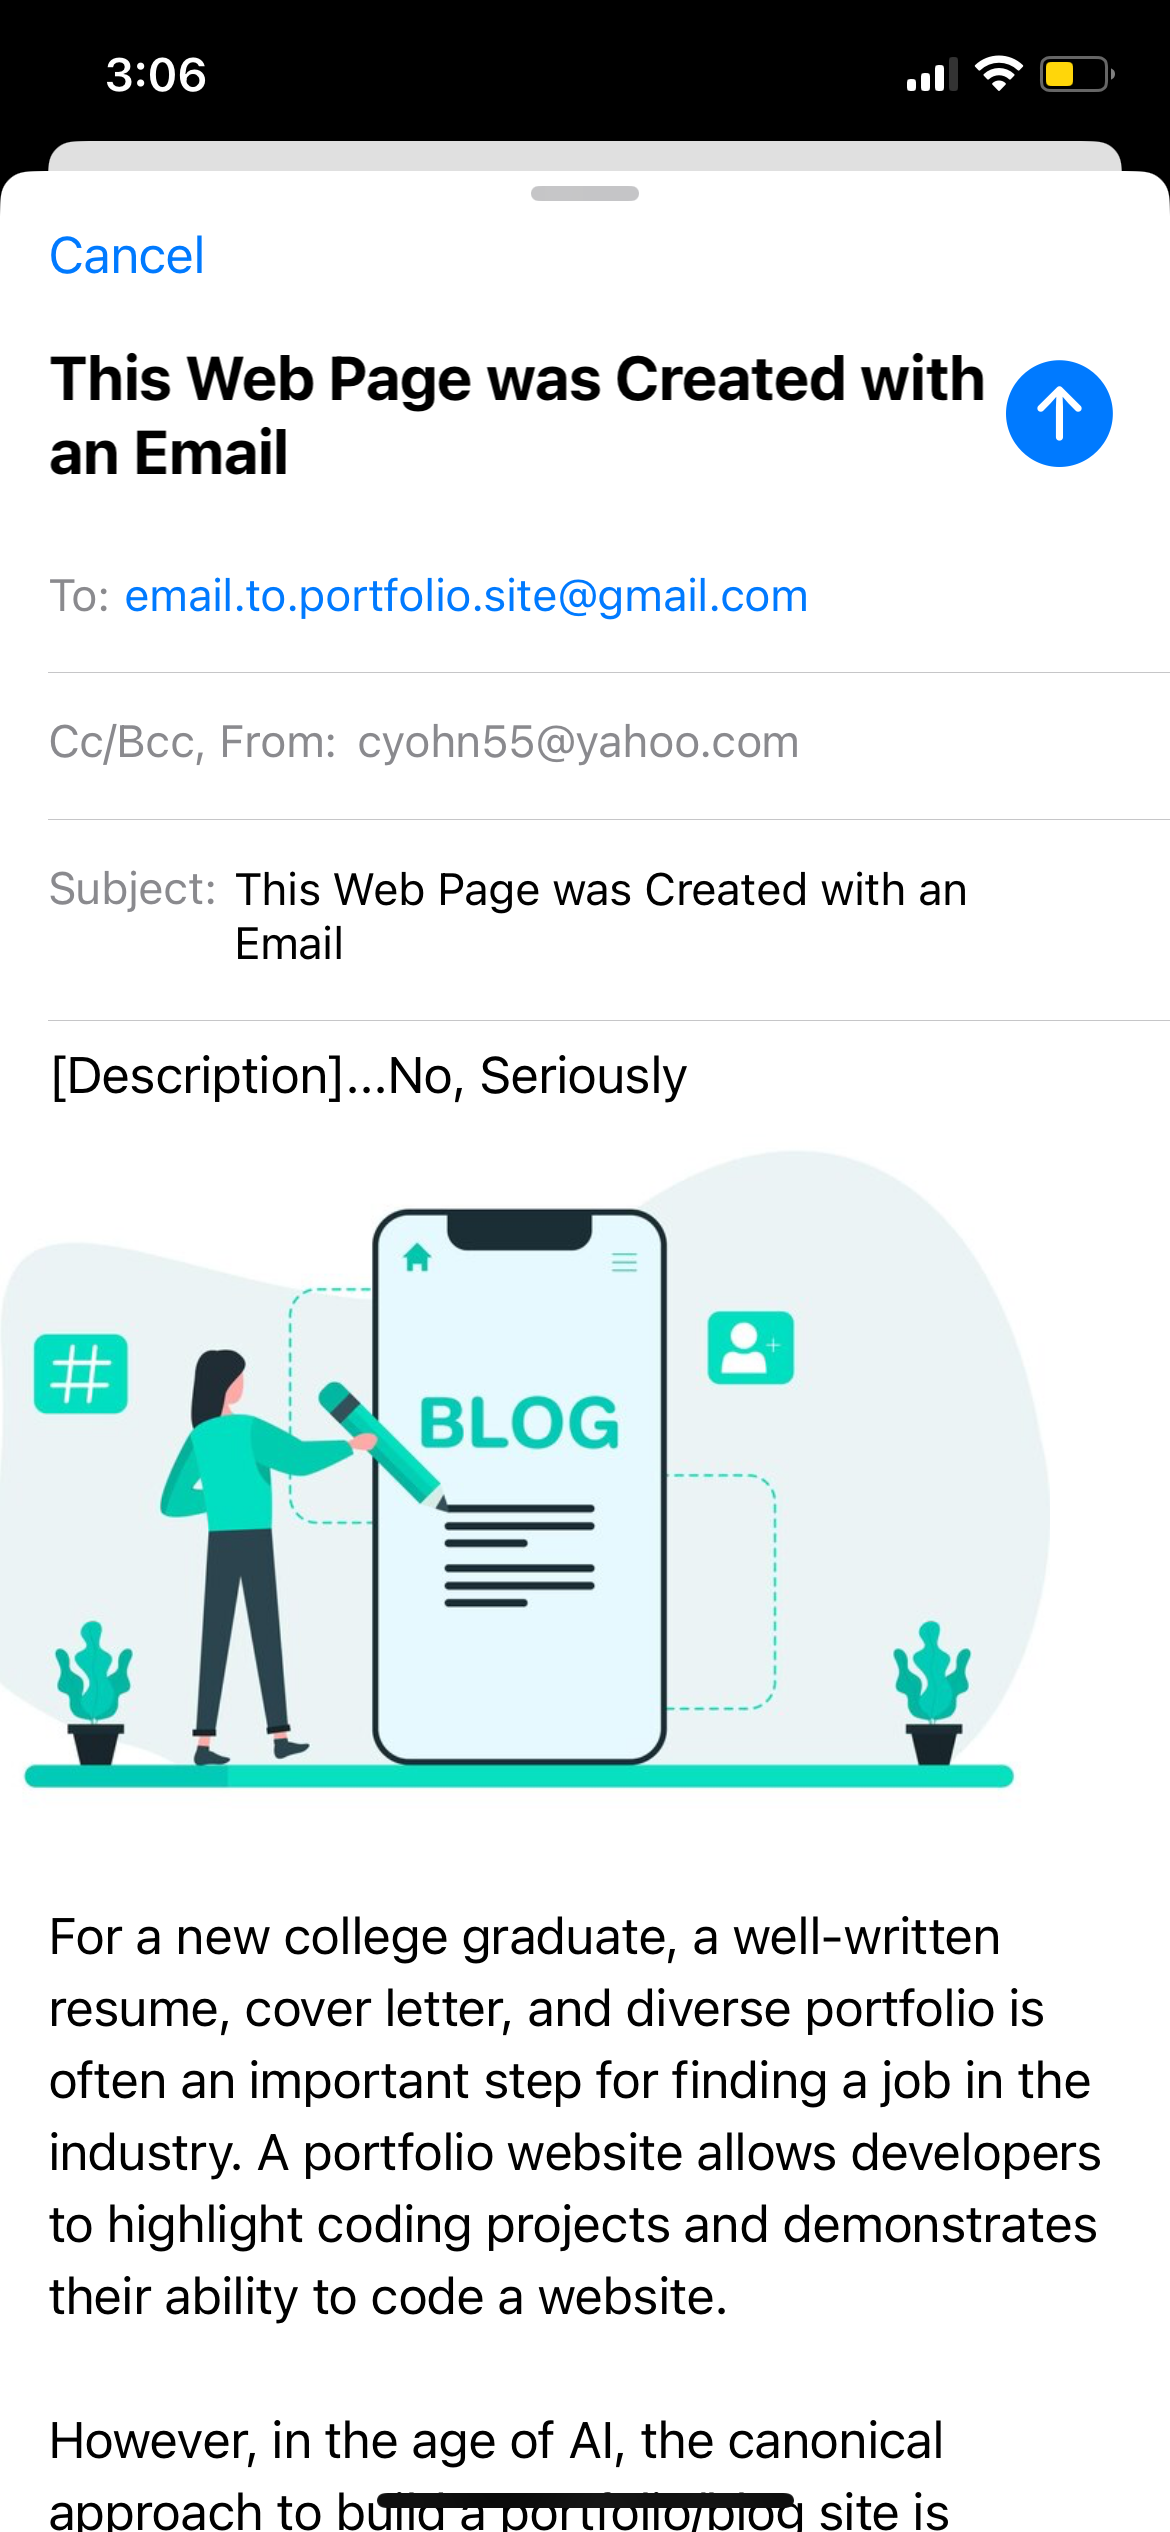 3:06
Cancel
This Web Page was Created with
an Email
To: email.to.portfolio.site@gmail.com
Cc/Bcc, From: cyohn55@yahoo.com
Subject: This Web Page was Created with an
Email
[Description]...No, Seriously
#
BLOG
For a new college graduate, a well-written
resume, cover letter, and diverse portfolio is
often an important step for finding a job in the
industry. A portfolio website allows developers
to highlight coding projects and demonstrates
their ability to code a website.
However, in the age of AI, the canonical
approach to build a portfolio/blog site is